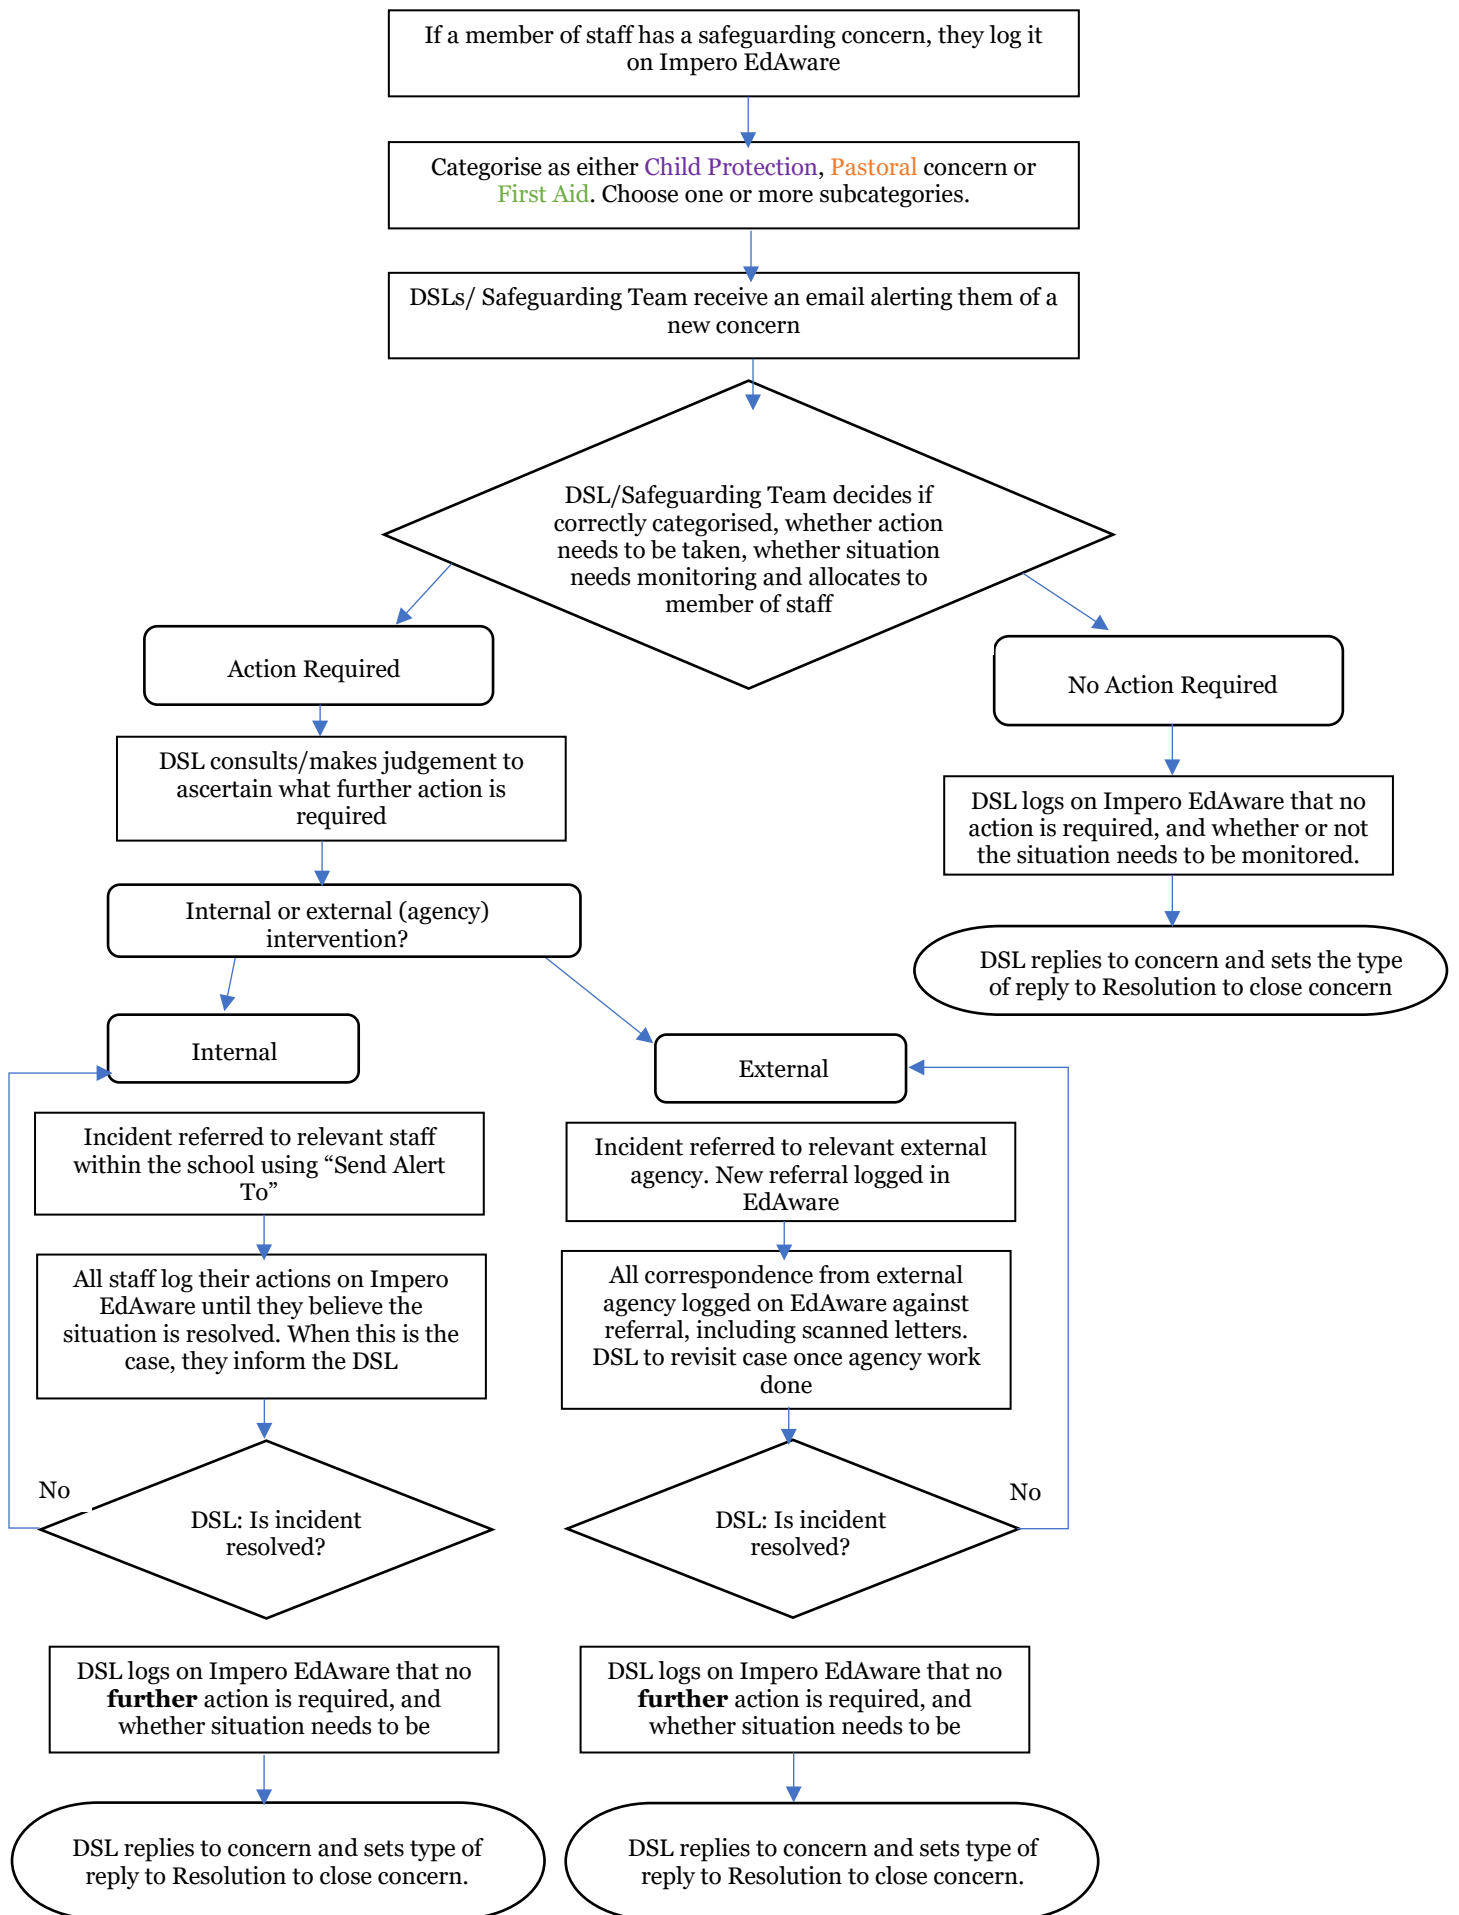 If a member of staff has a safeguarding concern, they log it
on Impero EdAware
Categorise as either Child Protection, Pastoral concern or
First Aid. Choose one or more subcategories.
DSLs/ Safeguarding Team receive an email alerting them of a
new concern
DSL/Safeguarding Team decides if
correctly categorised, whether action
needs to be taken, whether situation
needs monitoring and allocates to
member of staff
Action Required
No Action Required
DSL consults/makes judgement to
ascertain what further action is
required
DSL logs on Impero EdAware that no
action is required, and whether or not
the situation needs to be monitored.
Internal or external (agency)
intervention?
DSL replies to concern and sets the type
of reply to Resolution to close concern
Internal
External
Incident referred to relevant staff
within the school using “Send Alert
To”
Incident referred to relevant external
agency. New referral logged in
EdAware
All staff log their actions on Impero
EdAware until they believe the
situation is resolved. When this is the
case, they inform the DSL
All correspondence from external
agency logged on EdAware against
referral, including scanned letters.
DSL to revisit case once agency work
done
No
DSL: Is incident
resolved?
No
DSL: Is incident
resolved?
DSL logs on Impero EdAware that no
further action is required, and
whether situation needs to be
DSL logs on Impero EdAware that no
further action is required, and
whether situation needs to be
DSL replies to concern and sets type of
reply to Resolution to close concern.
DSL replies to concern and sets type of
reply to Resolution to close concern.